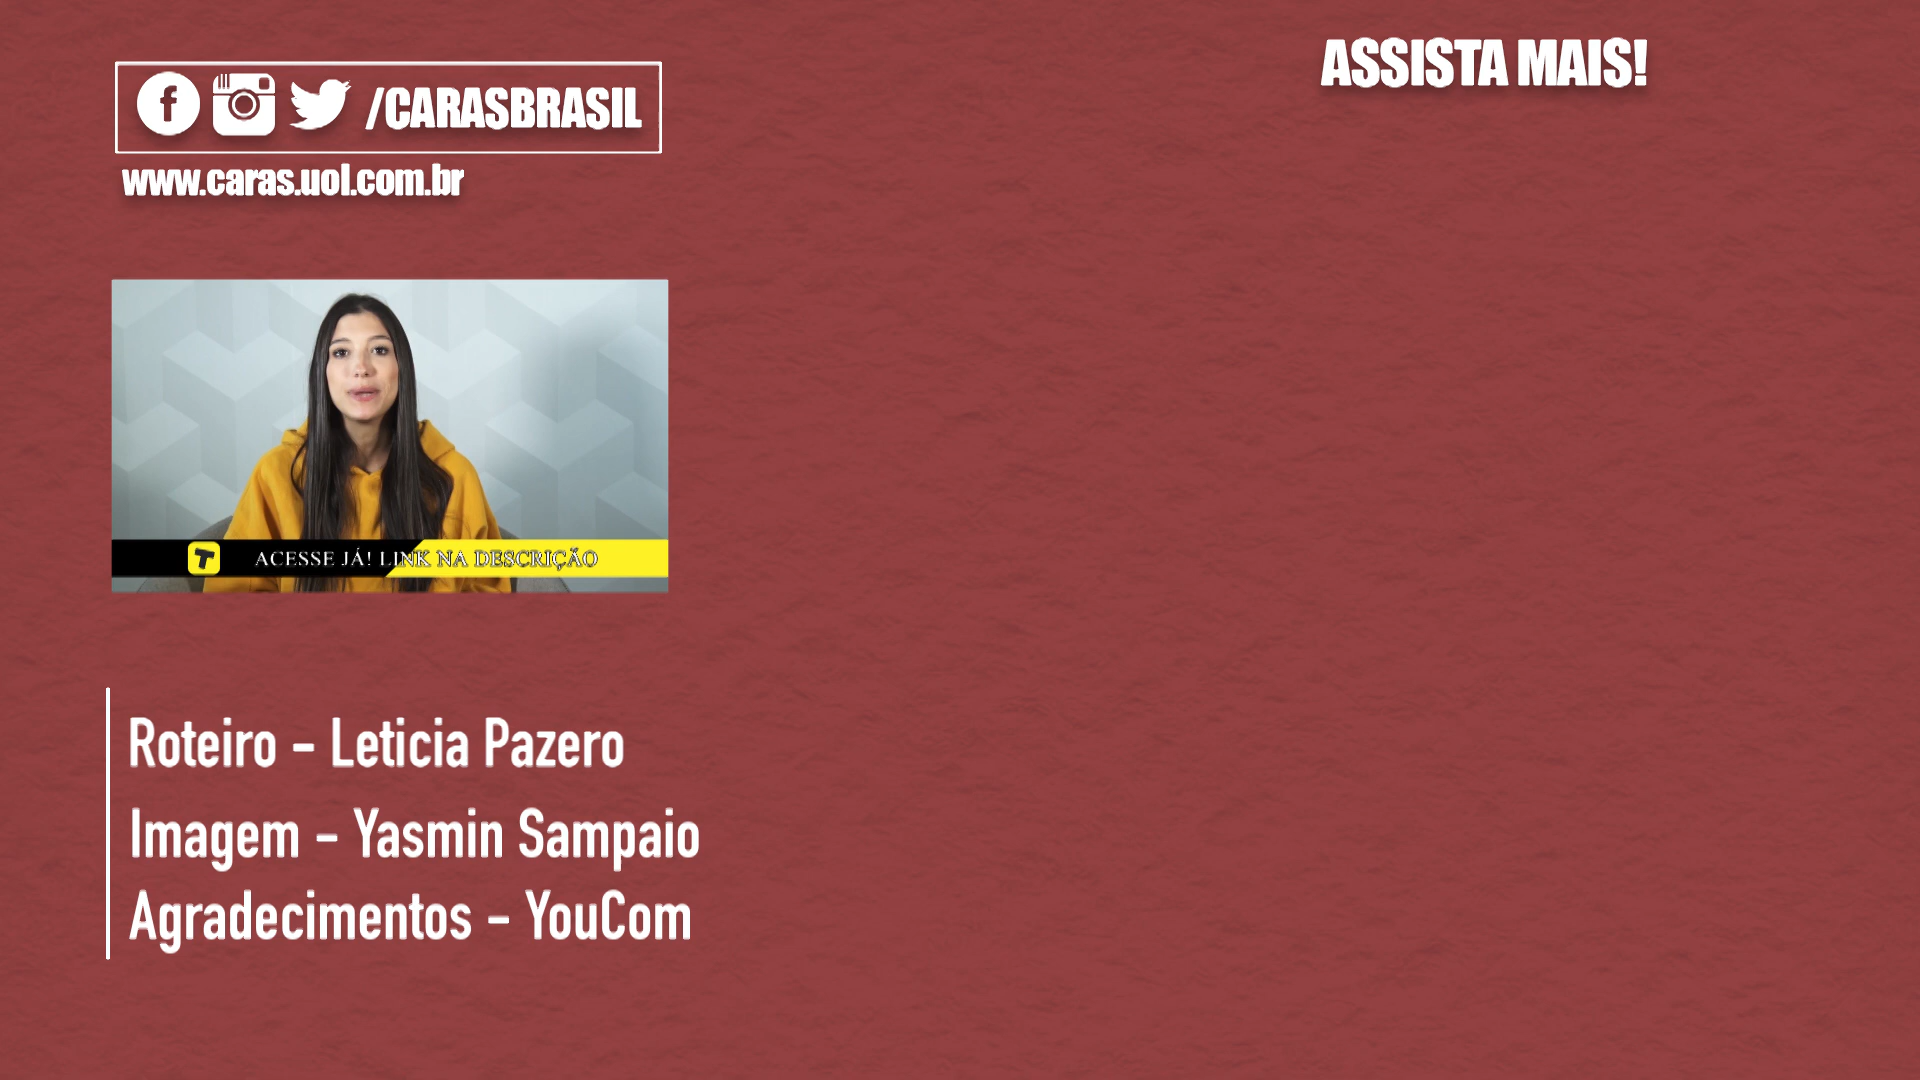 /CARASBRASIL
www.caras.uol.com.br
ASSISTA MAIS!
ACESSE JÁ! LINK NA DESCRIÇÃO
Roteiro - Leticia Pazero
Imagem - Yasmin Sampaio
Agradecimentos - YouCom